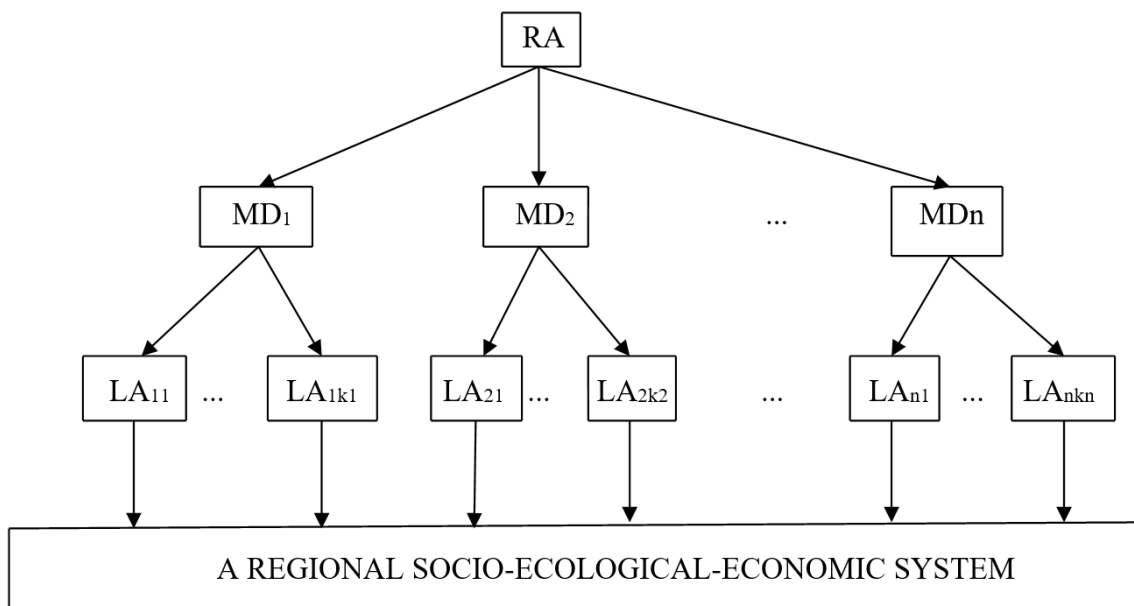 RA
MD₁ MD₂ ... MDn
LA₁₁ ... LA₁ₖ₁ LA₂₁ ... LA₂ₖ₂ ... LAₙ₁ ... LAₙₖₙ
A REGIONAL SOCIO-ECOLOGICAL-ECONOMIC SYSTEM